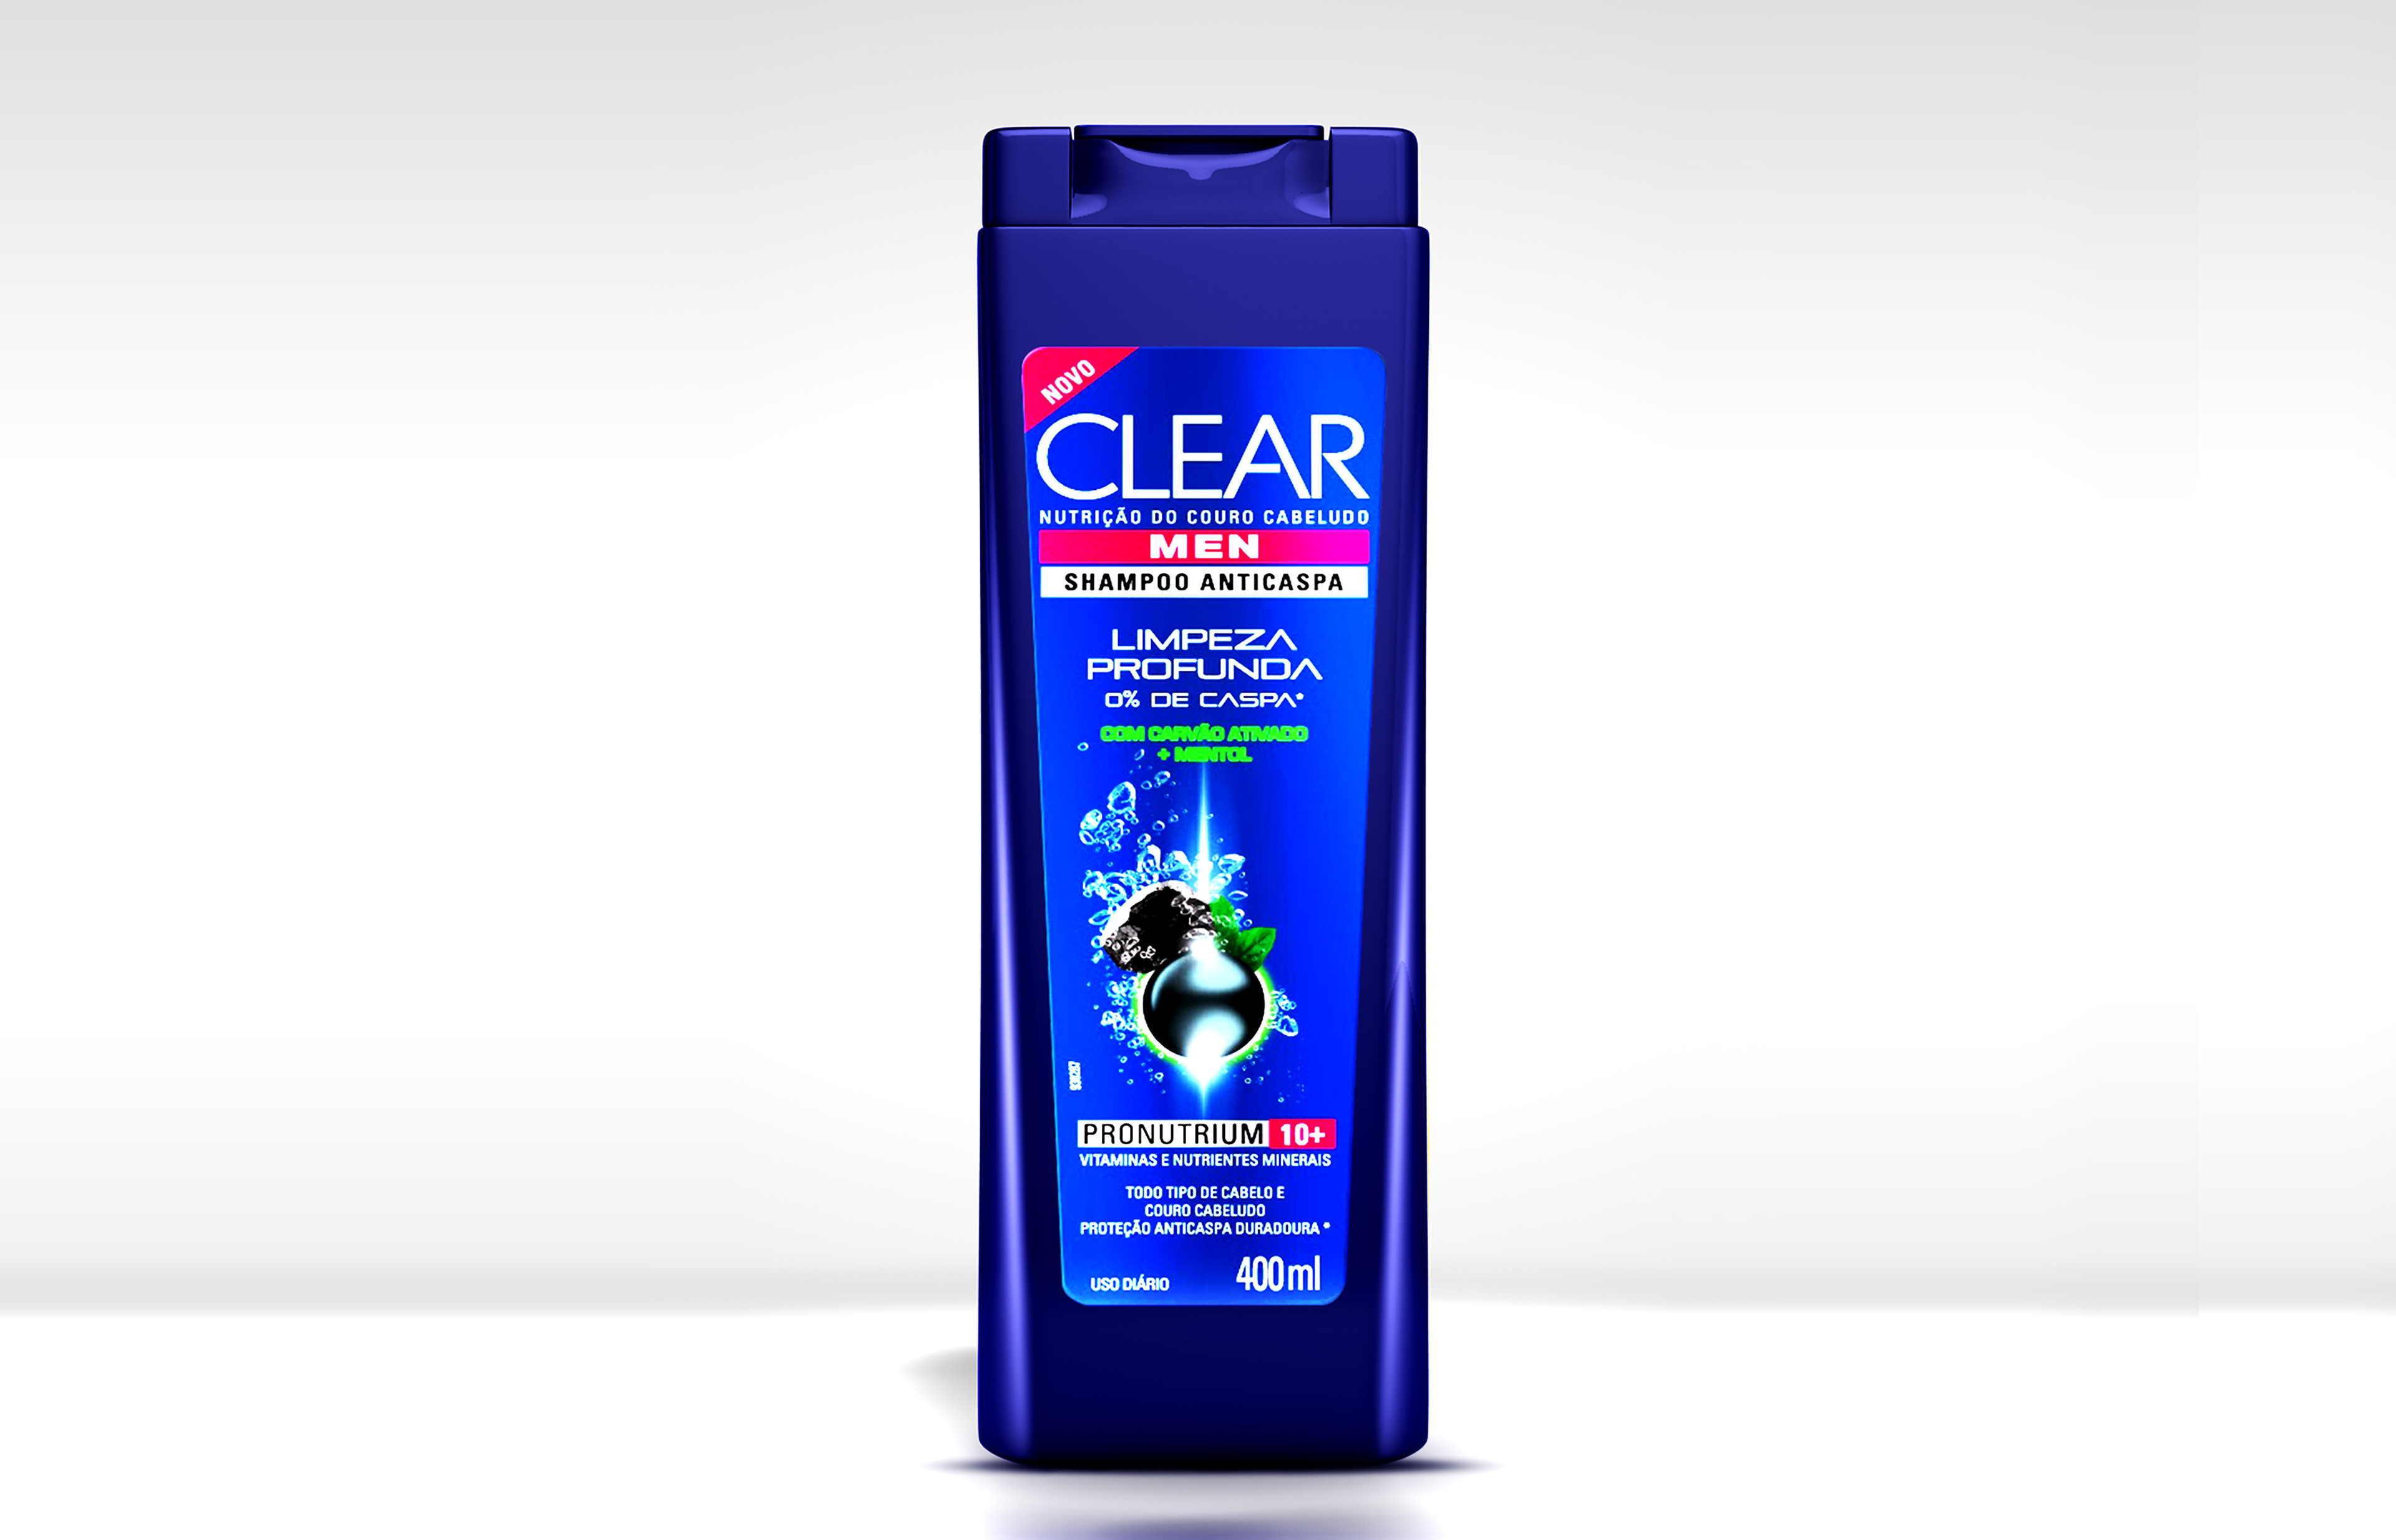 NOVO
CLEAR
NUTRIÇÃO DO COURO CABELUDO
MEN
SHAMPOO ANTICASPA
LIMPEZA
PROFUNDA
0% DE CASPA*
COM CARVÃO ATIVADO
+ MENTOL
PRONUTRIUM 10+
VITAMINAS E NUTRIENTES MINERAIS
TODO TIPO DE CABELO E
COURO CABELUDO
PROTEÇÃO ANTICASPA DURADOURA *
USO DIÁRIO 400ml